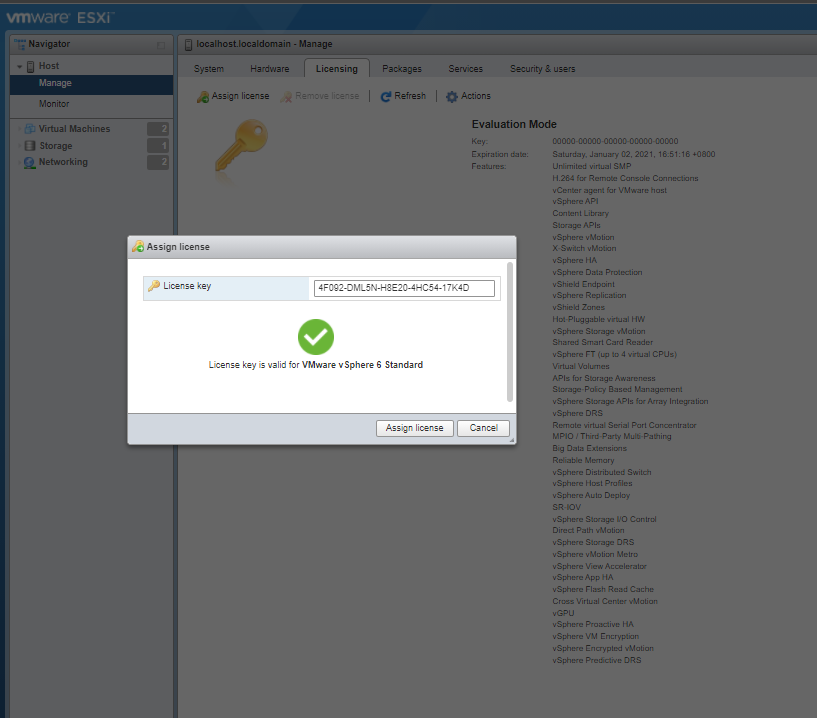 vmware ESXi™
Navigator
localhost.localdomain - Manage
Host
Manage
Monitor
Virtual Machines 2
Storage 1
Networking 2
System Hardware Licensing Packages Services Security & users
Assign license Remove license Refresh Actions
Evaluation Mode
Key: 00000-00000-00000-00000-00000
Expiration date: Saturday, January 02, 2021, 16:51:16 +0800
Features: Unlimited virtual SMP
H.264 for Remote Console Connections
vCenter agent for VMware host
vSphere API
Content Library
Storage APIs
vSphere vMotion
X-Switch vMotion
vSphere HA
vSphere Data Protection
vShield Endpoint
vSphere Replication
vShield Zones
Hot-Pluggable virtual HW
vSphere Storage vMotion
Shared Smart Card Reader
vSphere FT (up to 4 virtual CPUs)
Virtual Volumes
APIs for Storage Awareness
Storage-Policy Based Management
vSphere Storage APIs for Array Integration
vSphere DRS
Remote virtual Serial Port Concentrator
MPIO / Third-Party Multi-Pathing
Big Data Extensions
Reliable Memory
vSphere Distributed Switch
vSphere Host Profiles
vSphere Auto Deploy
SR-IOV
vSphere Storage I/O Control
Direct Path vMotion
vSphere Storage DRS
vSphere vMotion Metro
vSphere View Accelerator
vSphere App HA
vSphere Flash Read Cache
Cross Virtual Center vMotion
vGPU
vSphere Proactive HA
vSphere VM Encryption
vSphere Encrypted vMotion
vSphere Predictive DRS
Assign license
License key 4F092-DML5N-H8E20-4HC54-17K4D
License key is valid for VMware vSphere 6 Standard
Assign license Cancel